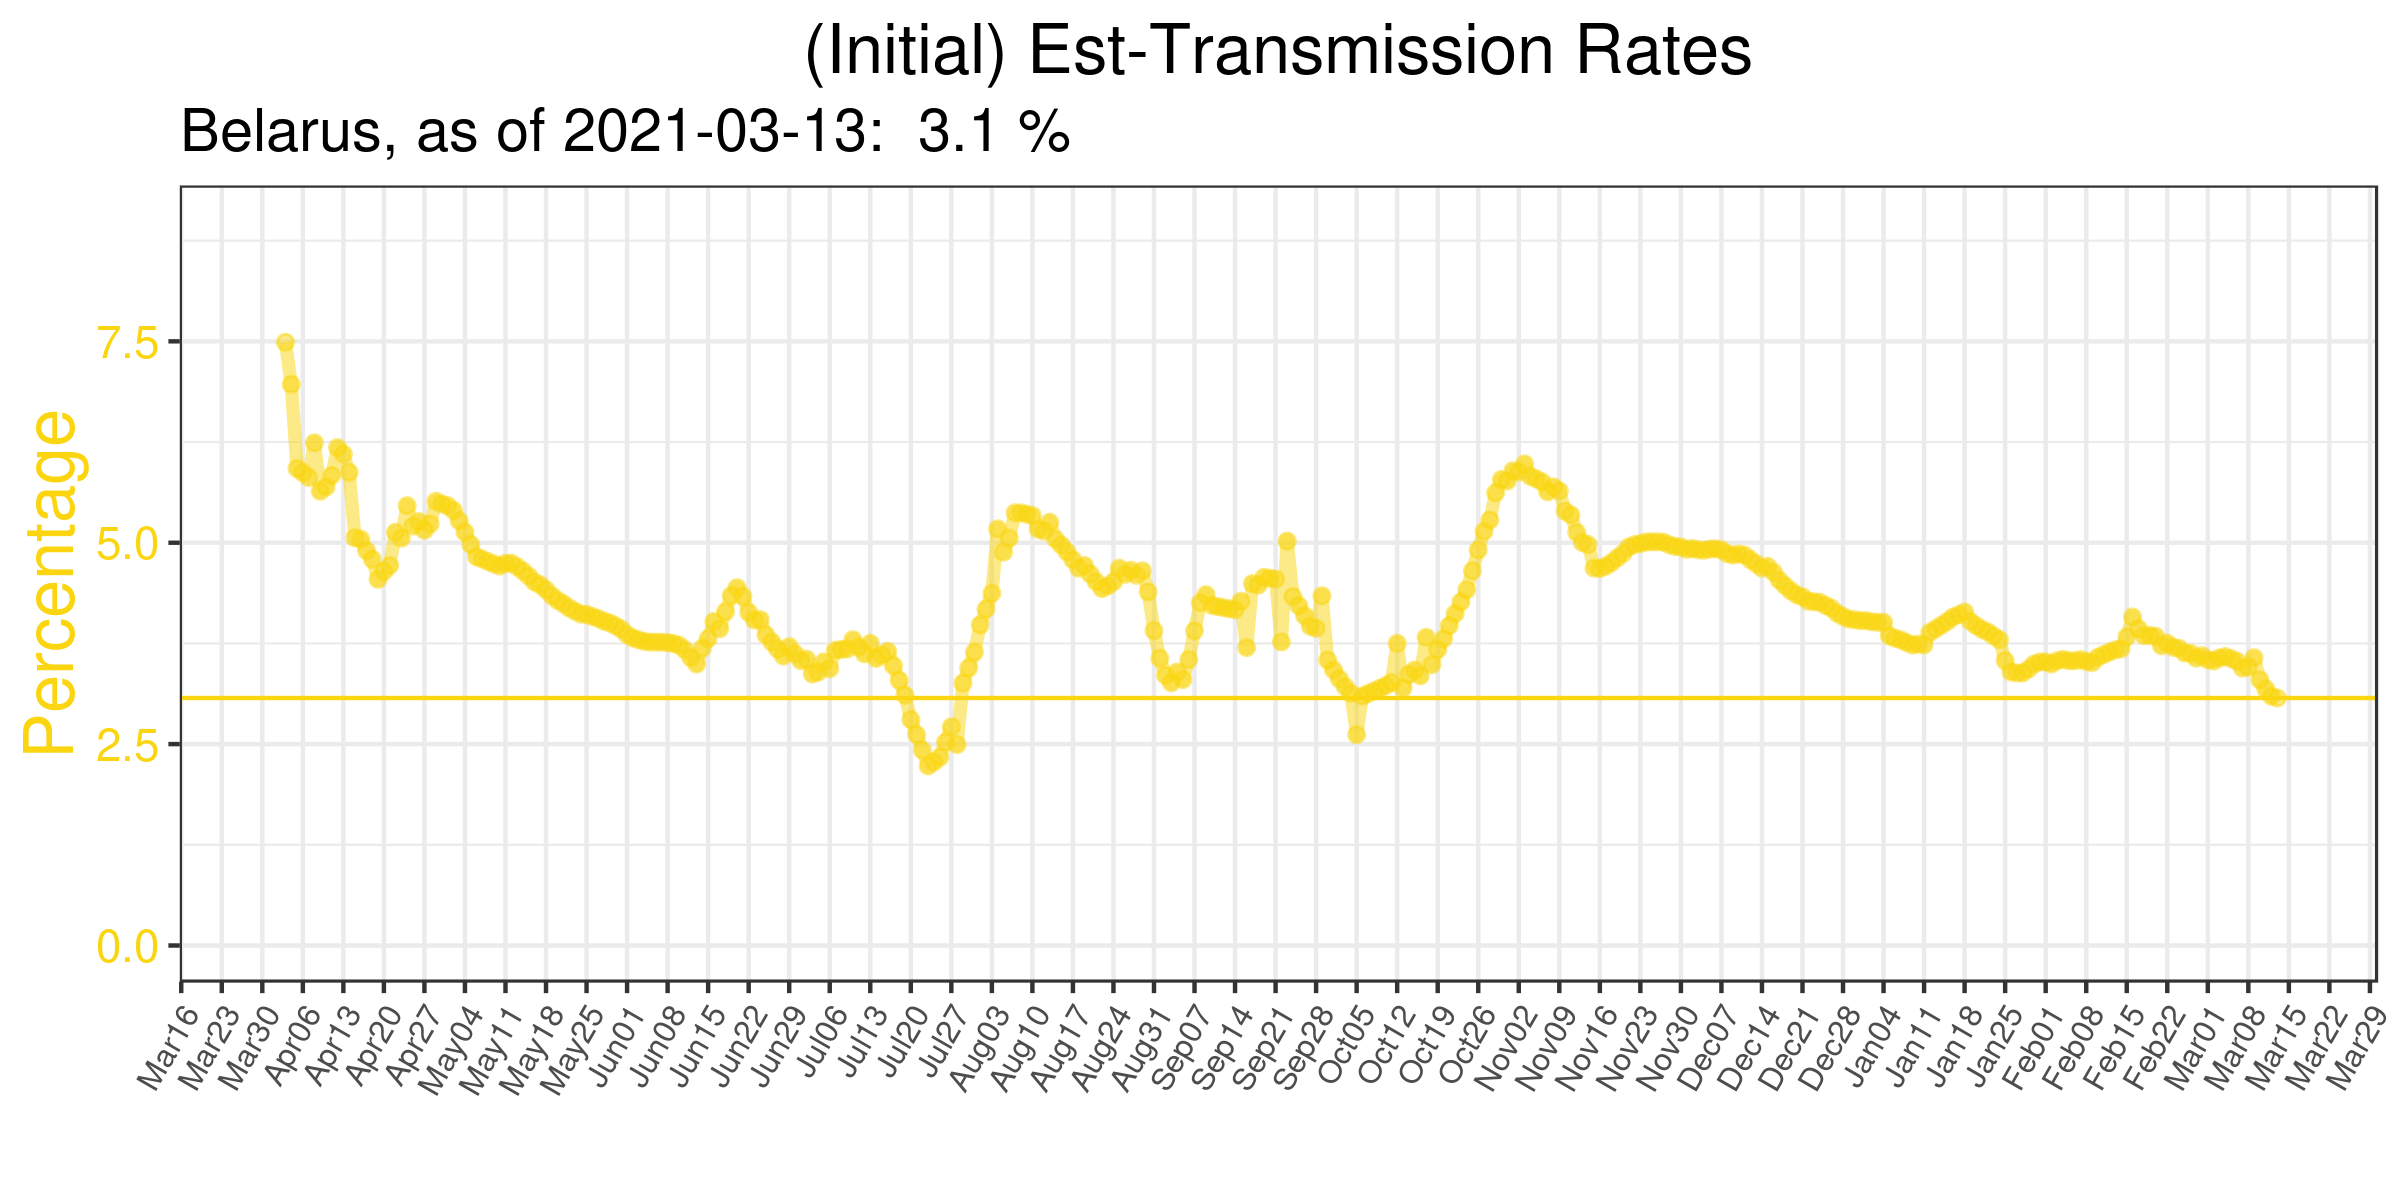 (Initial) Est-Transmission Rates
Belarus, as of 2021-03-13:  3.1 %
Percentage
7.5
5.0
2.5
0.0
Mar16
Mar23
Mar30
Apr06
Apr13
Apr20
Apr27
May04
May11
May18
May25
Jun01
Jun08
Jun15
Jun22
Jun29
Jul06
Jul13
Jul20
Jul27
Aug03
Aug10
Aug17
Aug24
Aug31
Sep07
Sep14
Sep21
Sep28
Oct05
Oct12
Oct19
Oct26
Nov02
Nov09
Nov16
Nov23
Nov30
Dec07
Dec14
Dec21
Dec28
Jan04
Jan11
Jan18
Jan25
Feb01
Feb08
Feb15
Feb22
Mar01
Mar08
Mar15
Mar22
Mar29